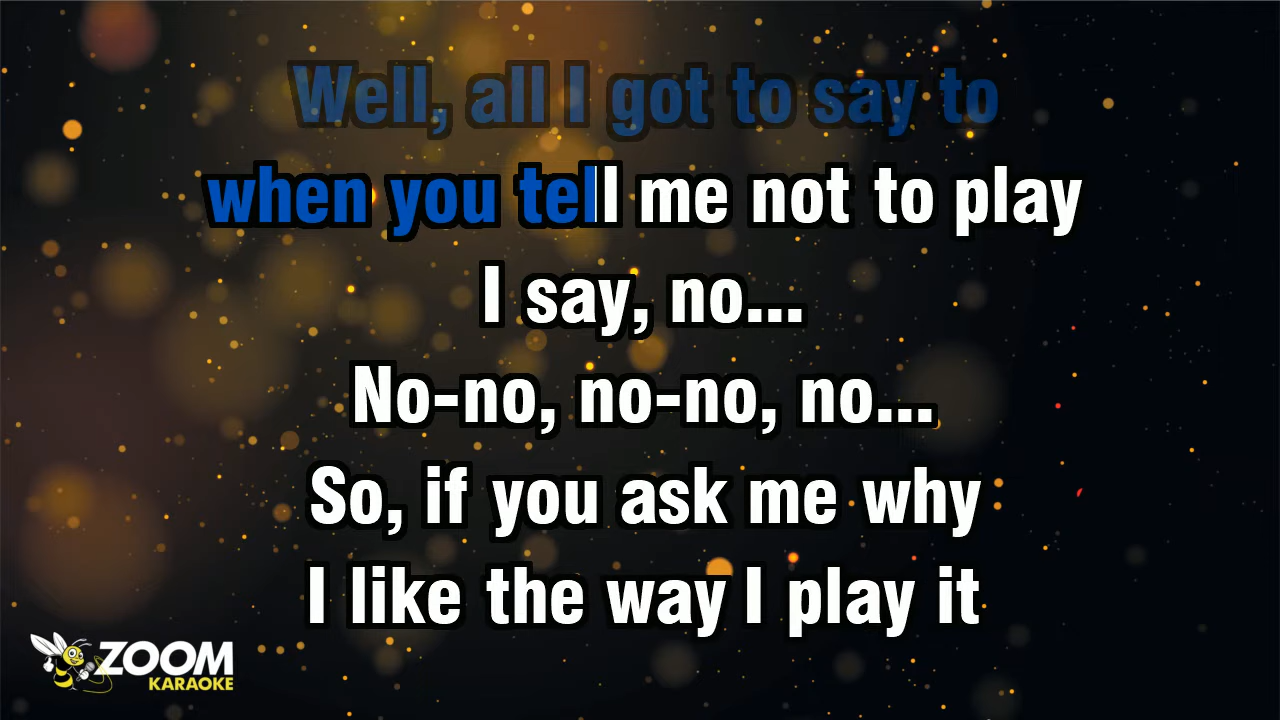 Well, all I got to say to
when you tell me not to play
I say, no...
No-no, no-no, no...
So, if you ask me why
I like the way I play it
ZOOM
KARAOKE